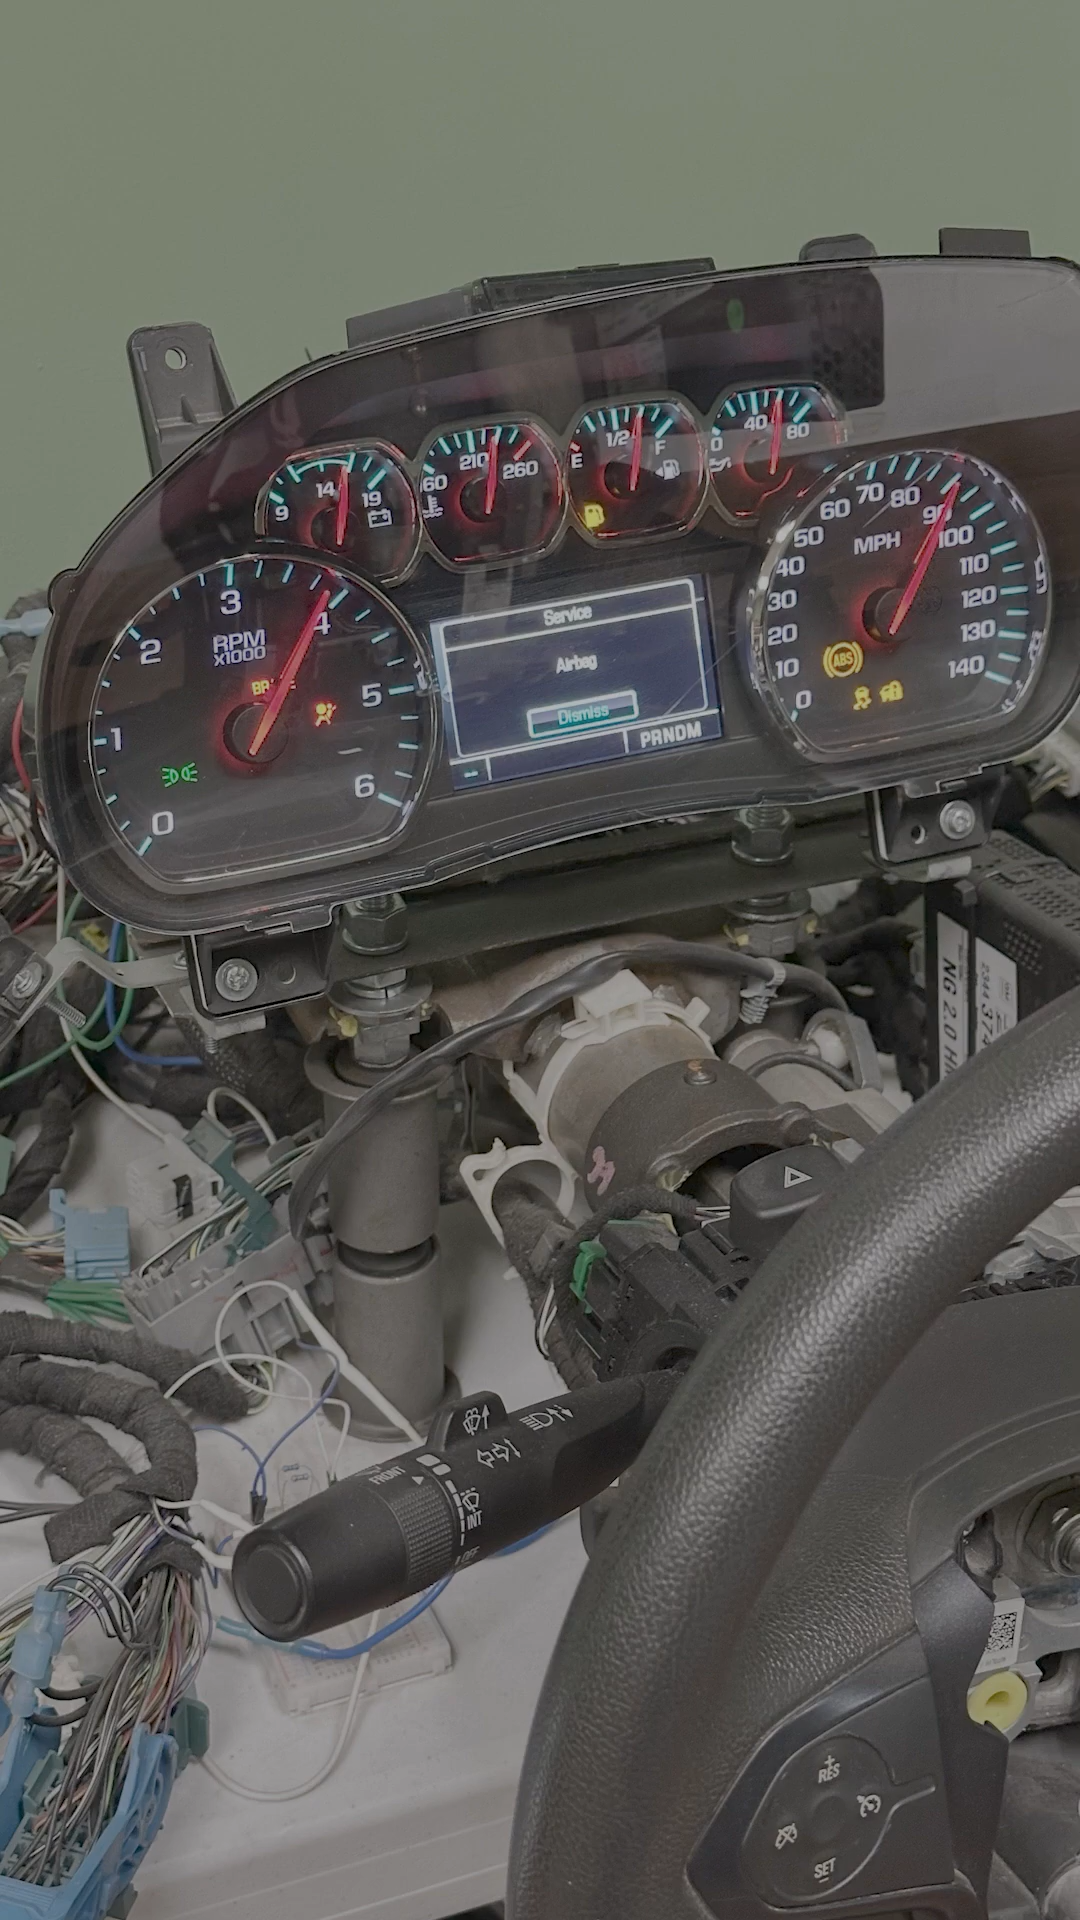 9 14 19
60 210 260
E 1/2 F
0 40 80
0 1 2 3 4 5 6
RPM
X1000
Service
Airbag
Dismiss
PRNDM
0 10 20 30 40 50 60 70 80 90 100 110 120 130 140
MPH
ABS
NG 2.0 H
FRONT
INT
OFF
RES
SET